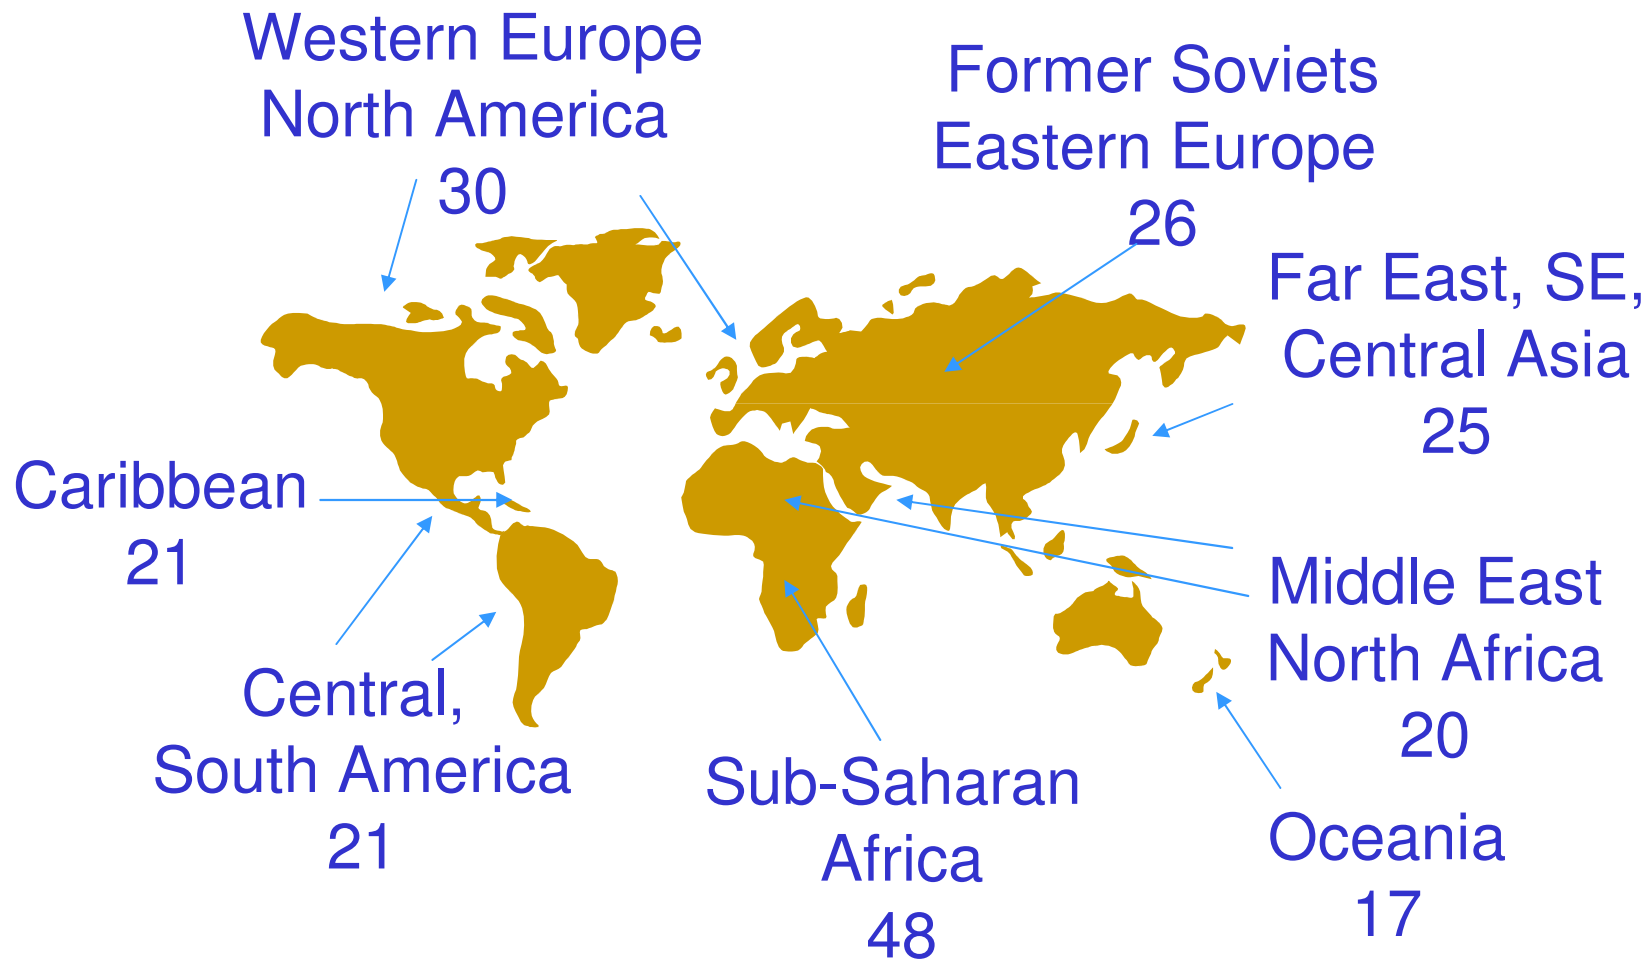 Western Europe
North America
30
Former Soviets
Eastern Europe
26
Far East, SE,
Central Asia
25
Caribbean
21
Middle East
North Africa
20
Central,
South America
21
Sub-Saharan
Africa
48
Oceania
17